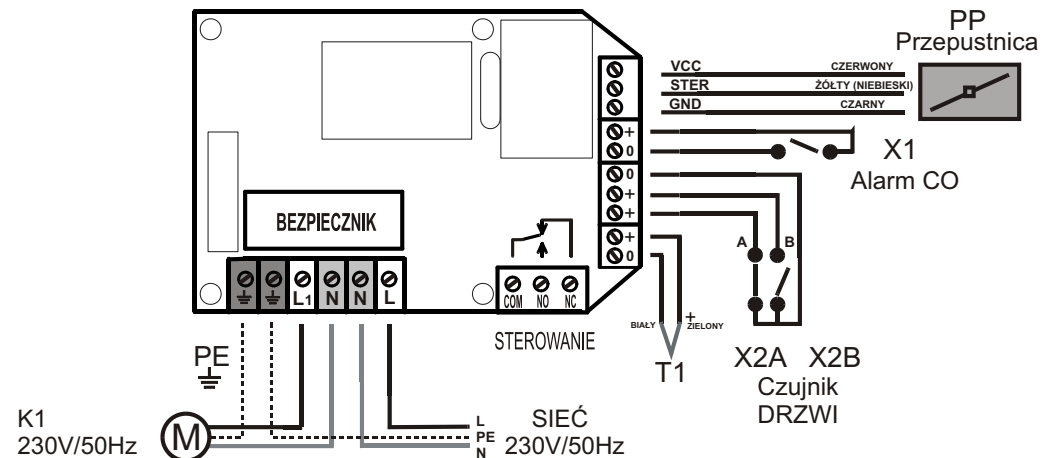 PP
Przepustnica
VCC CZERWONY
STER ŻÓŁTY (NIEBIESKI)
GND CZARNY
+
0
X1
Alarm CO
0
+
+
+
0
A B
BEZPIECZNIK
L1 N N L
COM NO NC
STEROWANIE
BIAŁY + ZIELONY
T1
X2A X2B
Czujnik
DRZWI
PE
K1
230V/50Hz
M
L
PE
N
SIEĆ
230V/50Hz